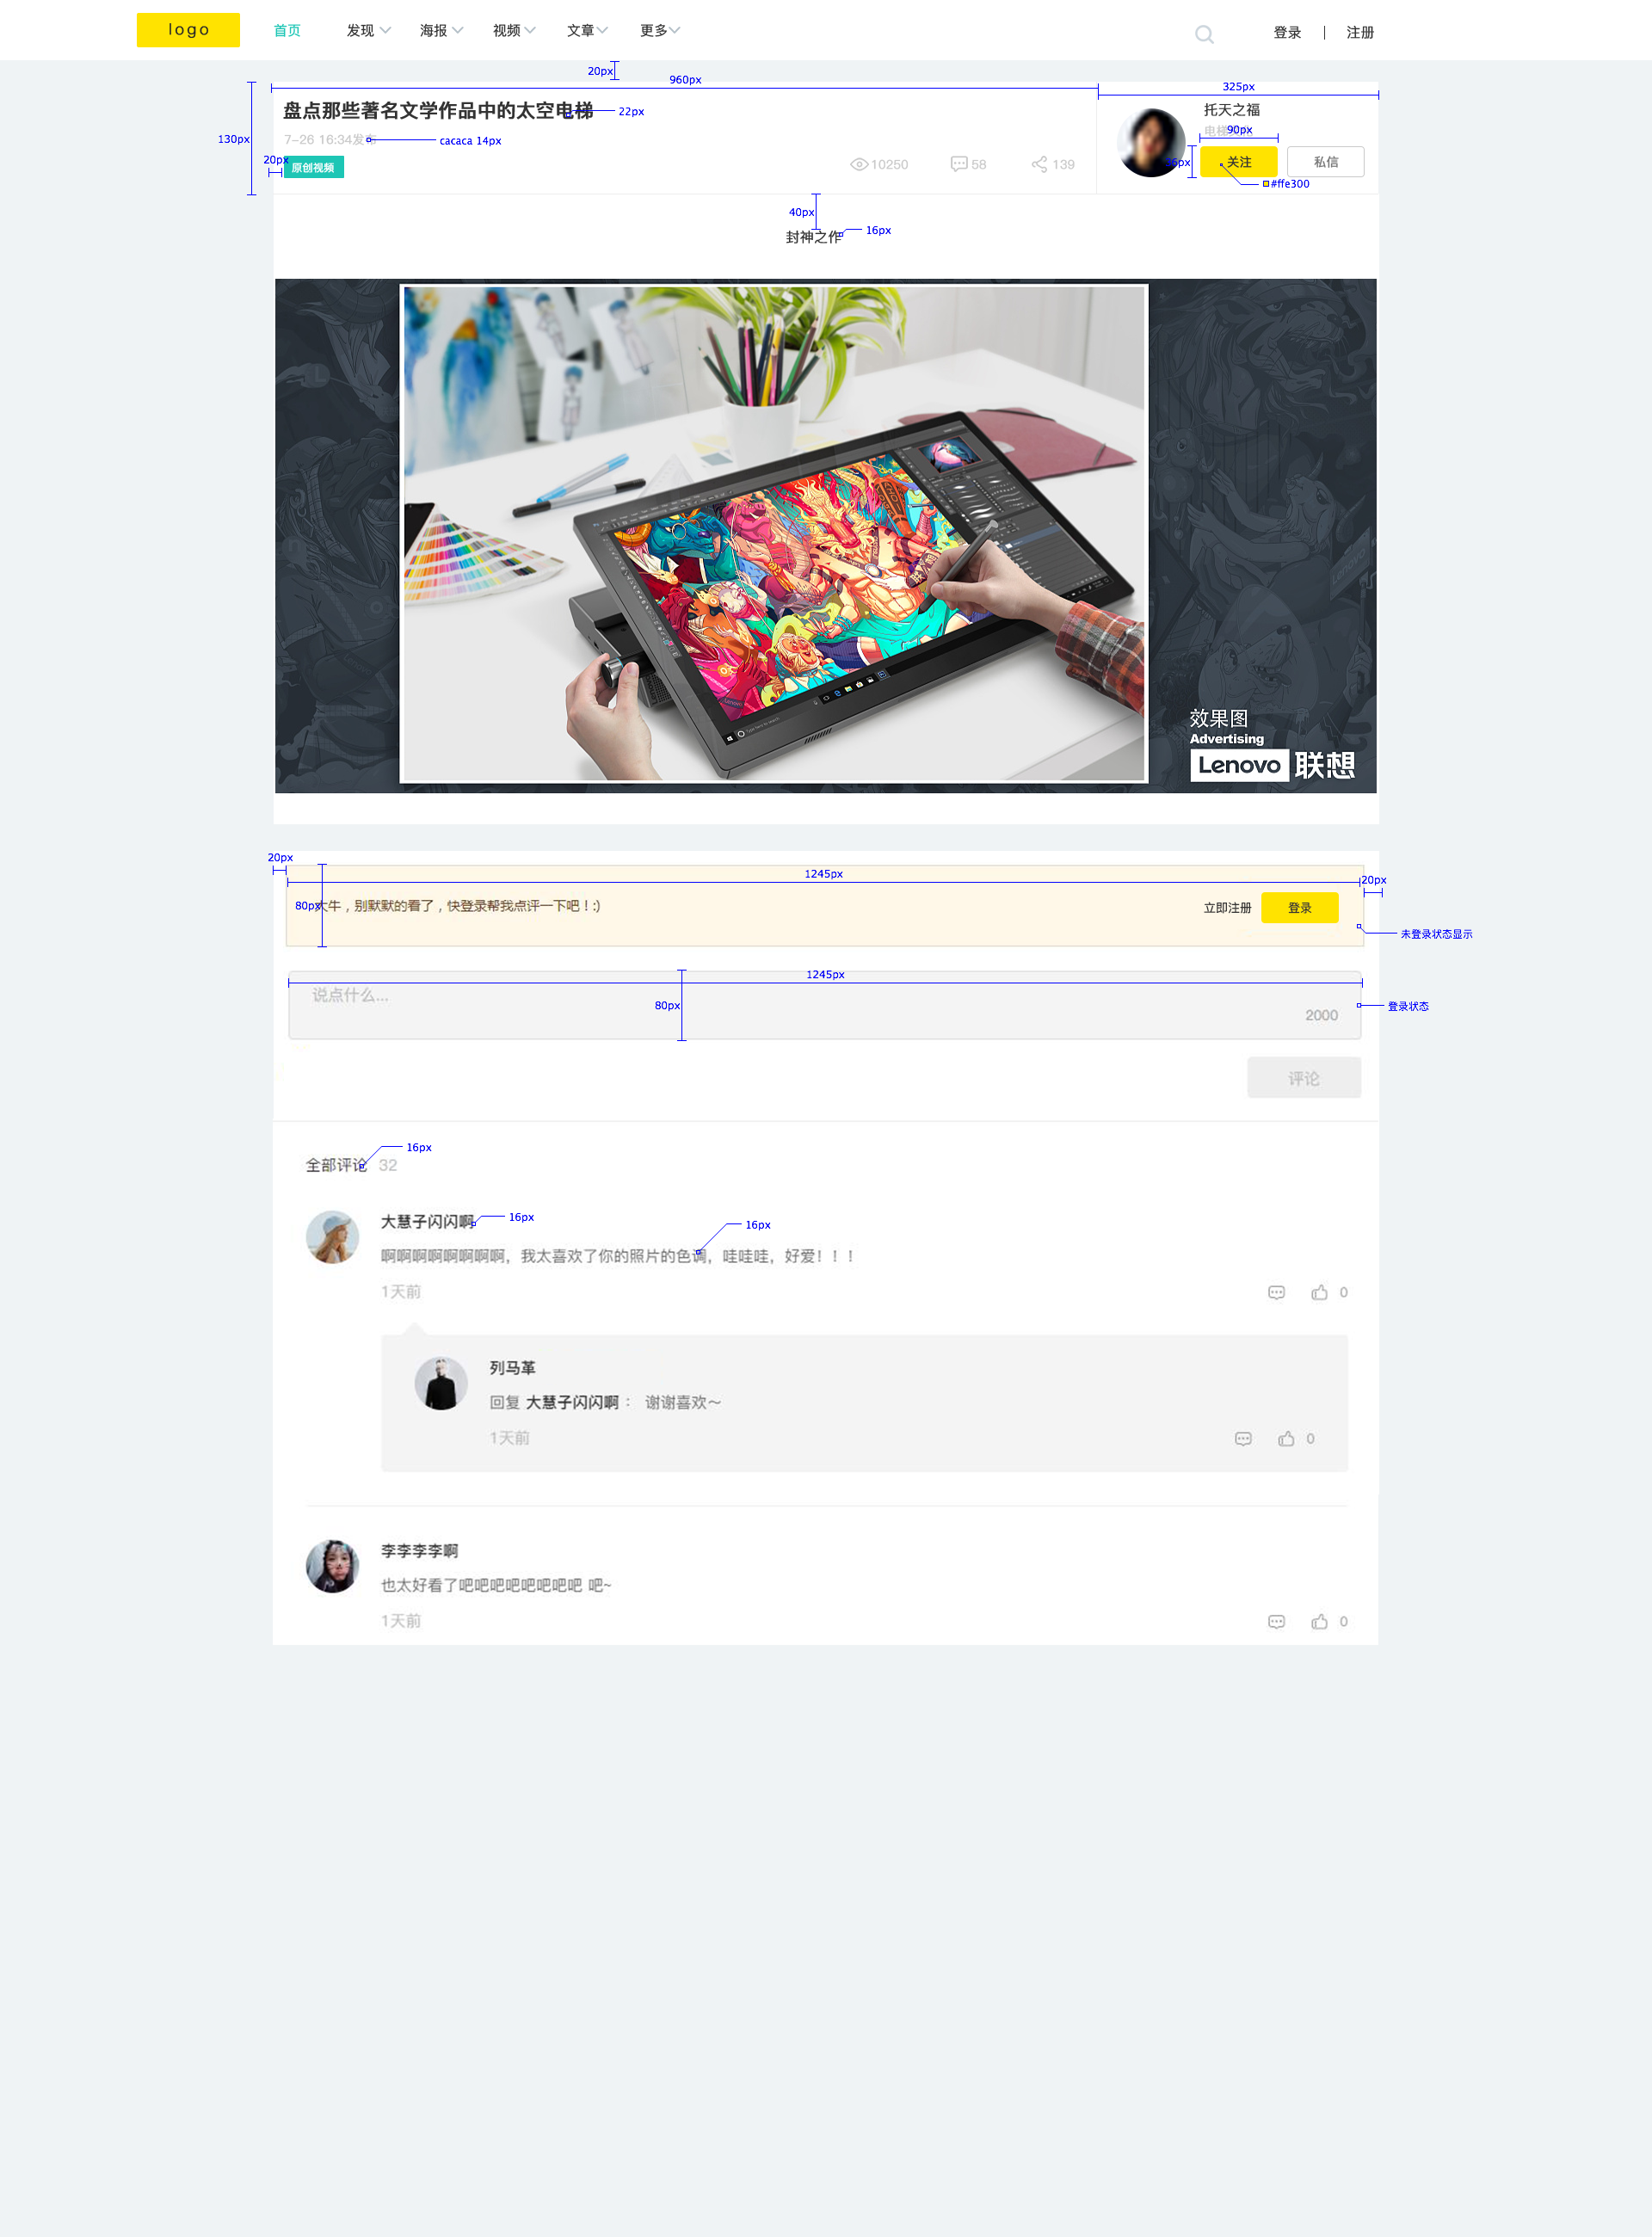 logo 首页 发现 海报 视频 文章 更多 登录 | 注册
20px
960px
325px
盘点那些著名文学作品中的太空电梯
22px
托天之福
130px
7-26 16:34发布
cacaca 14px
90px
20px
原创视频
10250
58
139
关注
私信
#ffe300
40px
封神之作
16px
效果图
Advertising
Lenovo 联想
20px
1245px
20px
80px
大牛，别默默的看了，快登录帮我点评一下吧！:)
立即注册
登录
未登录状态显示
1245px
说点什么...
80px
登录状态
2000
评论
16px
全部评论 32
大慧子闪闪啊
16px
16px
啊啊啊啊啊啊啊啊，我太喜欢了你的照片的色调，哇哇哇，好爱！！！
1天前
0
列马革
回复 大慧子闪闪啊： 谢谢喜欢～
1天前
0
李李李李啊
也太好看了吧吧吧吧吧吧吧吧 吧~
1天前
0